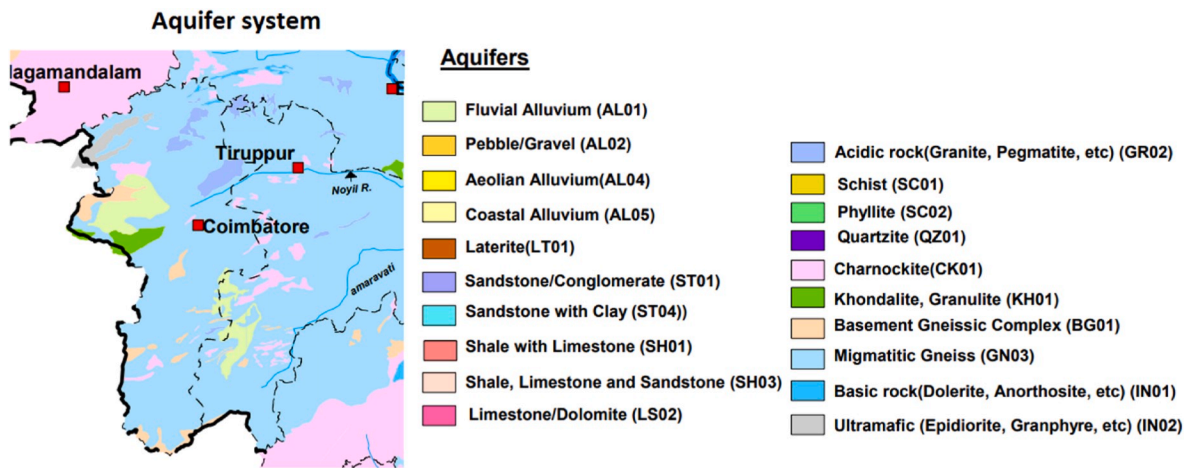 Aquifer system
Aquifers
lagamandalam
Tiruppur
Noyil R.
Coimbatore
amaravati
Fluvial Alluvium (AL01)
Pebble/Gravel (AL02)
Aeolian Alluvium(AL04)
Coastal Alluvium (AL05)
Laterite(LT01)
Sandstone/Conglomerate (ST01)
Sandstone with Clay (ST04))
Shale with Limestone (SH01)
Shale, Limestone and Sandstone (SH03)
Limestone/Dolomite (LS02)
Acidic rock(Granite, Pegmatite, etc) (GR02)
Schist (SC01)
Phyllite (SC02)
Quartzite (QZ01)
Charnockite(CK01)
Khondalite, Granulite (KH01)
Basement Gneissic Complex (BG01)
Migmatitic Gneiss (GN03)
Basic rock(Dolerite, Anorthosite, etc) (IN01)
Ultramafic (Epidiorite, Granphyre, etc) (IN02)